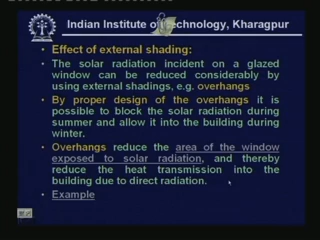 Indian Institute of Technology, Kharagpur
• Effect of external shading:
• The solar radiation incident on a glazed
window can be reduced considerably by
using external shadings, e.g. overhangs
• By proper design of the overhangs it is
possible to block the solar radiation during
summer and allow it into the building during
winter.
• Overhangs reduce the area of the window
exposed to solar radiation, and thereby
reduce the heat transmission into the
building due to direct radiation.
• Example